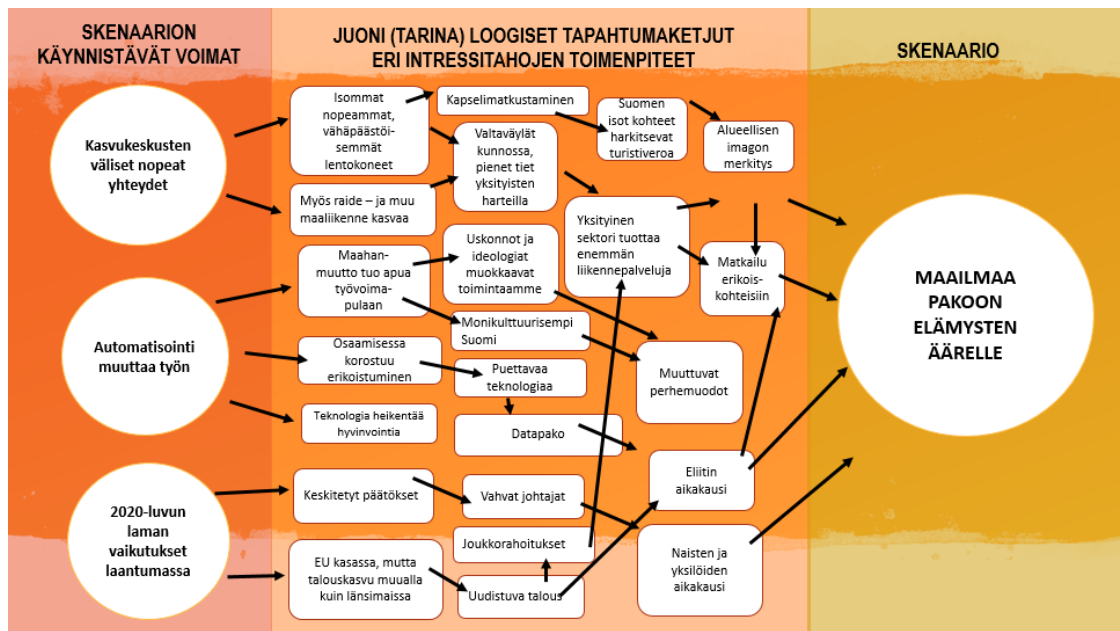 SKENAARION
KÄYNNISTÄVÄT VOIMAT
JUONI (TARINA) LOOGISET TAPAHTUMAKETJUT
ERI INTRESSITAHOJEN TOIMENPITEET
SKENAARIO
Kasvukeskusten
väliset nopeat
yhteydet
Automatisointi
muuttaa työn
2020-luvun
laman
vaikutukset
laantumassa
Isommat
nopeammat,
vähäpäästöi-
semmät
lentokoneet
Myös raide – ja muu
maaliikenne kasvaa
Maahan-
muutto tuo apua
työvoima-
pulaan
Osaamisessa
korostuu
erikoistuminen
Teknologia heikentää
hyvinvointia
Keskitetyt päätökset
EU kasassa, mutta
talouskasvu muualla
kuin länsimaissa
Kapselimatkustaminen
Valtaväylät
kunnossa,
pienet tiet
yksityisten
harteilla
Uskonnot ja
ideologiat
muokkaavat
toimintaamme
Monikulttuurisempi
Suomi
Puettavaa
teknologiaa
Datapako
Vahvat johtajat
Joukkorahoitukset
Uudistuva talous
Suomen
isot kohteet
harkitsevat
turistiveroa
Yksityinen
sektori tuottaa
enemmän
liikennepalveluja
Muuttuvat
perhemuodot
Eliitin
aikakausi
Naisten ja
yksilöiden
aikakausi
Alueellisen
imagon
merkitys
Matkailu
erikois-
kohteisiin
MAAILMAA
PAKOON
ELÄMYSTEN
ÄÄRELLE